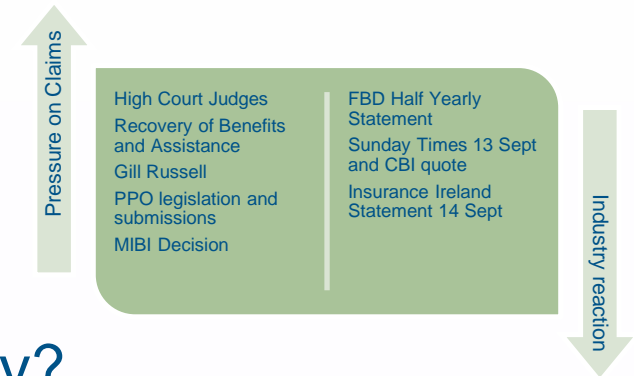 Pressure on Claims
High Court Judges
Recovery of Benefits
and Assistance
Gill Russell
PPO legislation and
submissions
MIBI Decision
FBD Half Yearly
Statement
Sunday Times 13 Sept
and CBI quote
Insurance Ireland
Statement 14 Sept
Industry reaction
y?